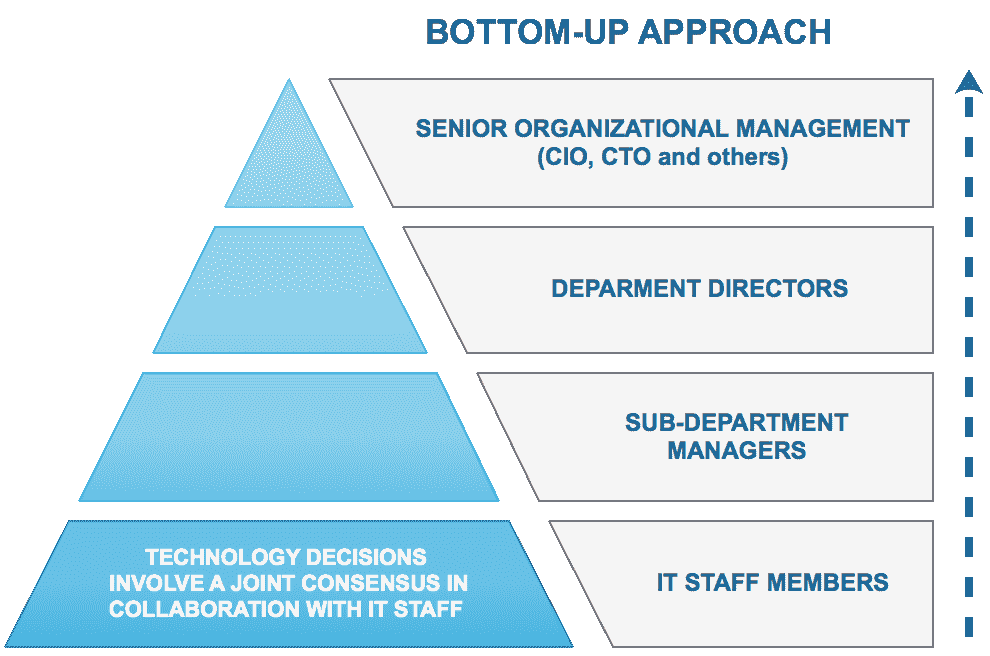 BOTTOM-UP APPROACH
SENIOR ORGANIZATIONAL MANAGEMENT
(CIO, CTO and others)
DEPARMENT DIRECTORS
SUB-DEPARTMENT
MANAGERS
TECHNOLOGY DECISIONS
INVOLVE A JOINT CONSENSUS IN
COLLABORATION WITH IT STAFF
IT STAFF MEMBERS